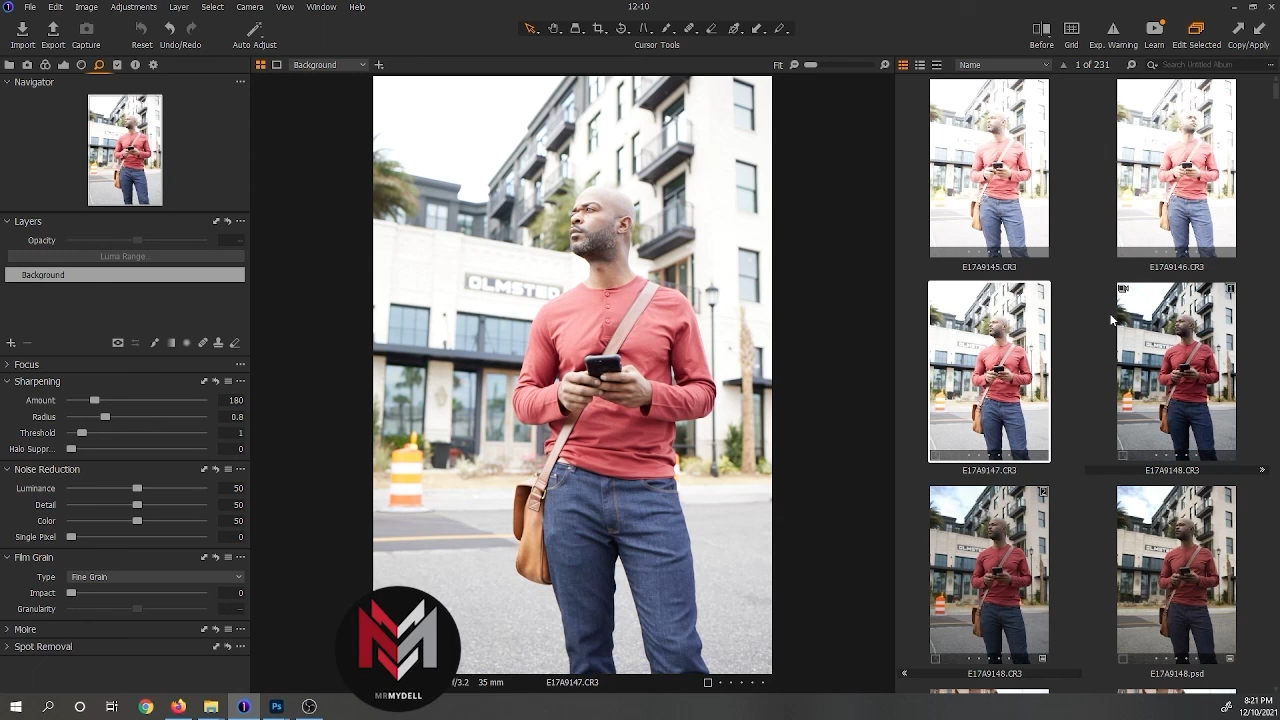 File
Edit
View
Adjustments
Layer
Select
Camera
Image
Window
Help
12-10
Import
Export
Capture
Reset
Undo/Redo
Auto Adjust
Cursor Tools
Before
Grid
Exp. Warning
Learn
Edit Selected
Copy/Apply
Background
Fit
Name
1 of 231
Search Untitled Album
Navigator
Layers
Opacity
Luma Range...
Background
Focus
Sharpening
Amount 180
Radius 0.8
Threshold 1
Halo Suppr... 0
Noise Reduction
Luminance 50
Detail 50
Color 50
Single Pixel 0
Film Grain
Type Fine Grain
Impact 0
Granularity
Moire
Spot Removal
OLMSTED
MRMYDELL
f/3.2 35 mm
E17A9147.CR3
E17A9145.CR3
E17A9146.CR3
E17A9147.CR3
E17A9148.CR3
E17A9148.CR3
E17A9148.psd
8:21 PM
12/10/2021